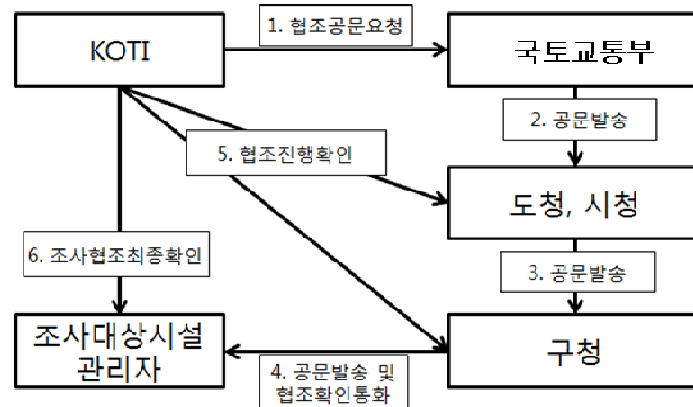 1. 협조공문요청
KOTI
국토교통부
2. 공문발송
5. 협조진행확인
도청, 시청
6. 조사협조최종확인
3. 공문발송
조사대상시설
관리자
구청
4. 공문발송 및
협조확인통화